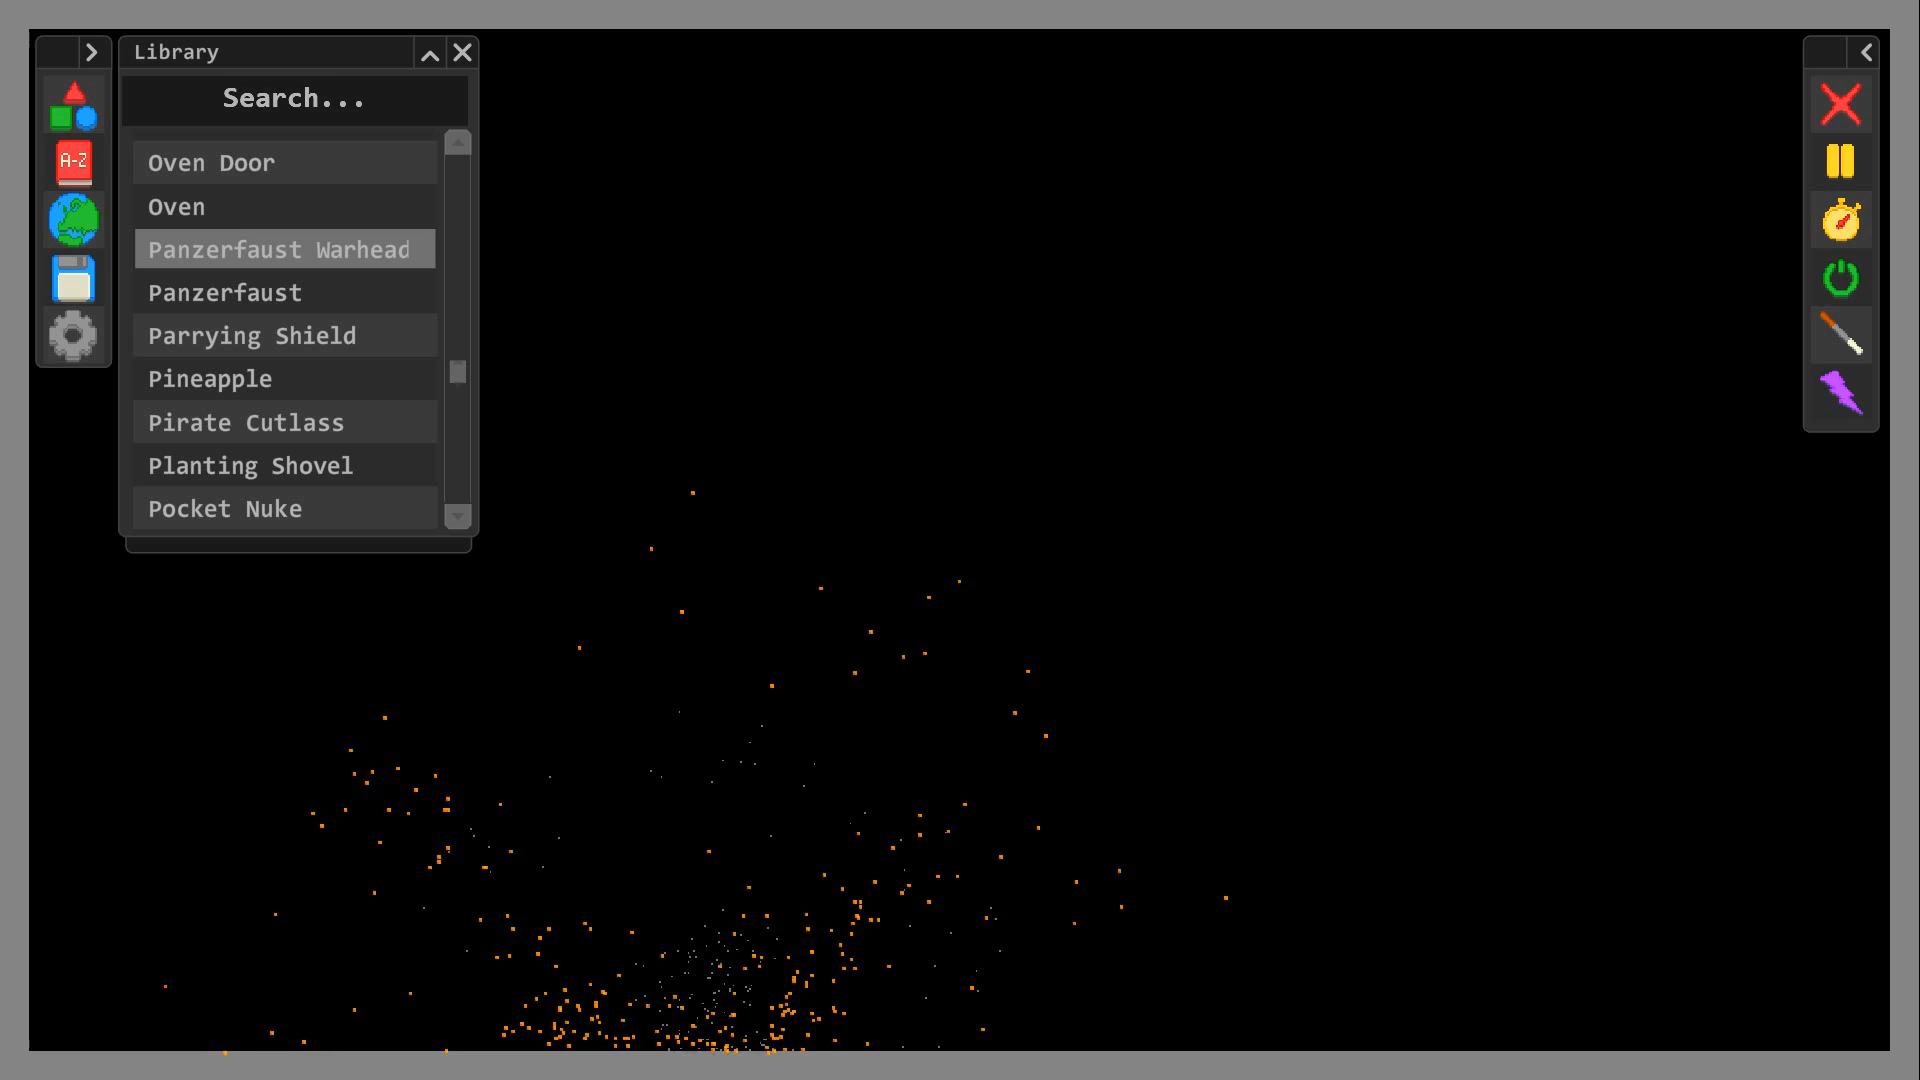 Library
Search...
A-Z
Oven Door
Oven
Panzerfaust Warhead
Panzerfaust
Parrying Shield
Pineapple
Pirate Cutlass
Planting Shovel
Pocket Nuke